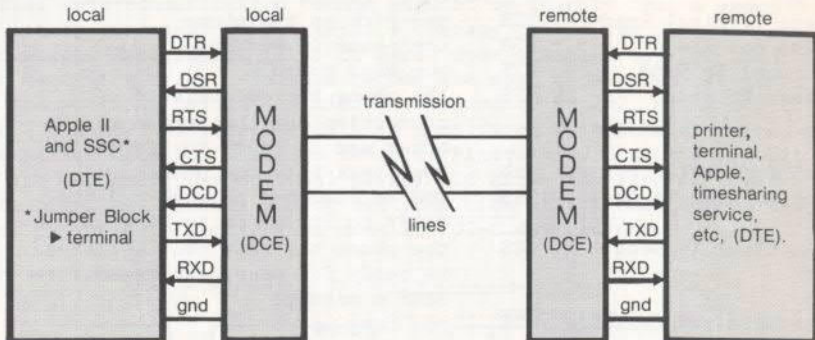 local
local
remote
remote
DTR
DSR
RTS
CTS
DCD
TXD
RXD
gnd
Apple II
and SSC*
(DTE)
*Jumper Block
▶ terminal
MODEM
(DCE)
transmission
lines
MODEM
(DCE)
DTR
DSR
RTS
CTS
DCD
TXD
RXD
gnd
printer,
terminal,
Apple,
timesharing
service,
etc, (DTE).